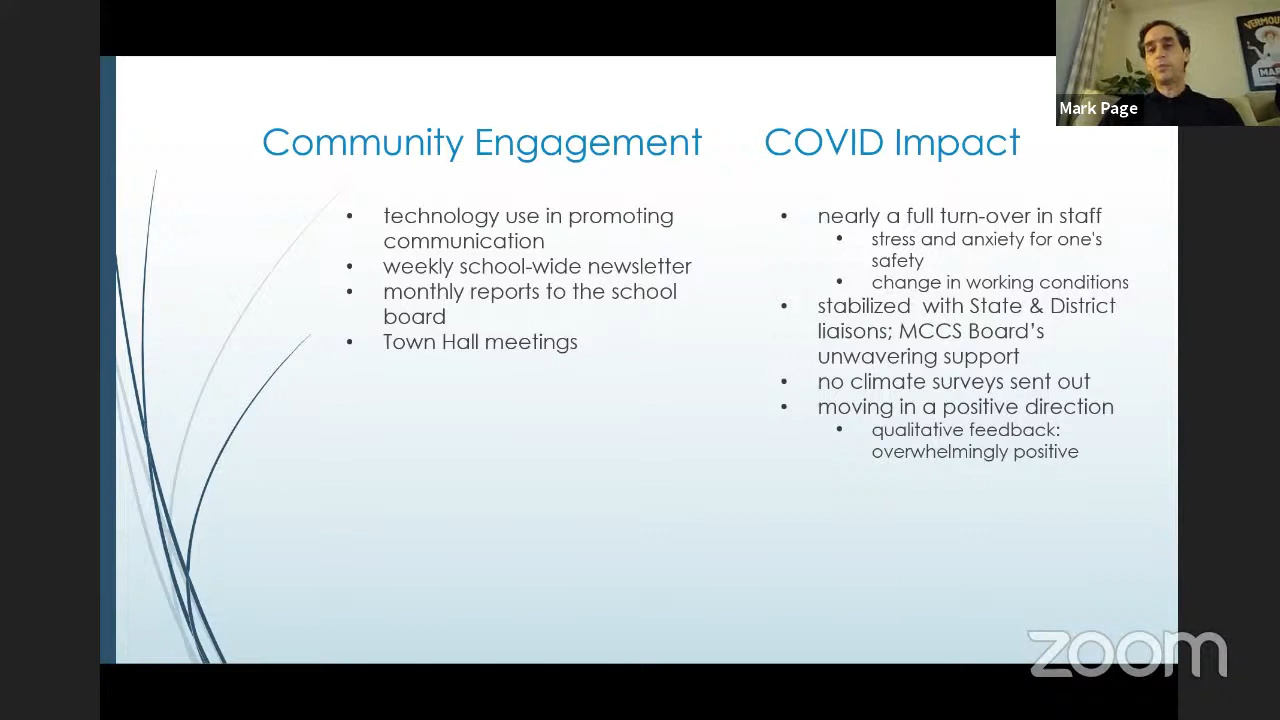 VERMOU
MAR
Mark Page
Community Engagement
COVID Impact
• technology use in promoting
communication
• weekly school-wide newsletter
• monthly reports to the school
board
• Town Hall meetings
• nearly a full turn-over in staff
• stress and anxiety for one's
safety
• change in working conditions
• stabilized  with State & District
liaisons; MCCS Board’s
unwavering support
• no climate surveys sent out
• moving in a positive direction
• qualitative feedback:
overwhelmingly positive
zoom